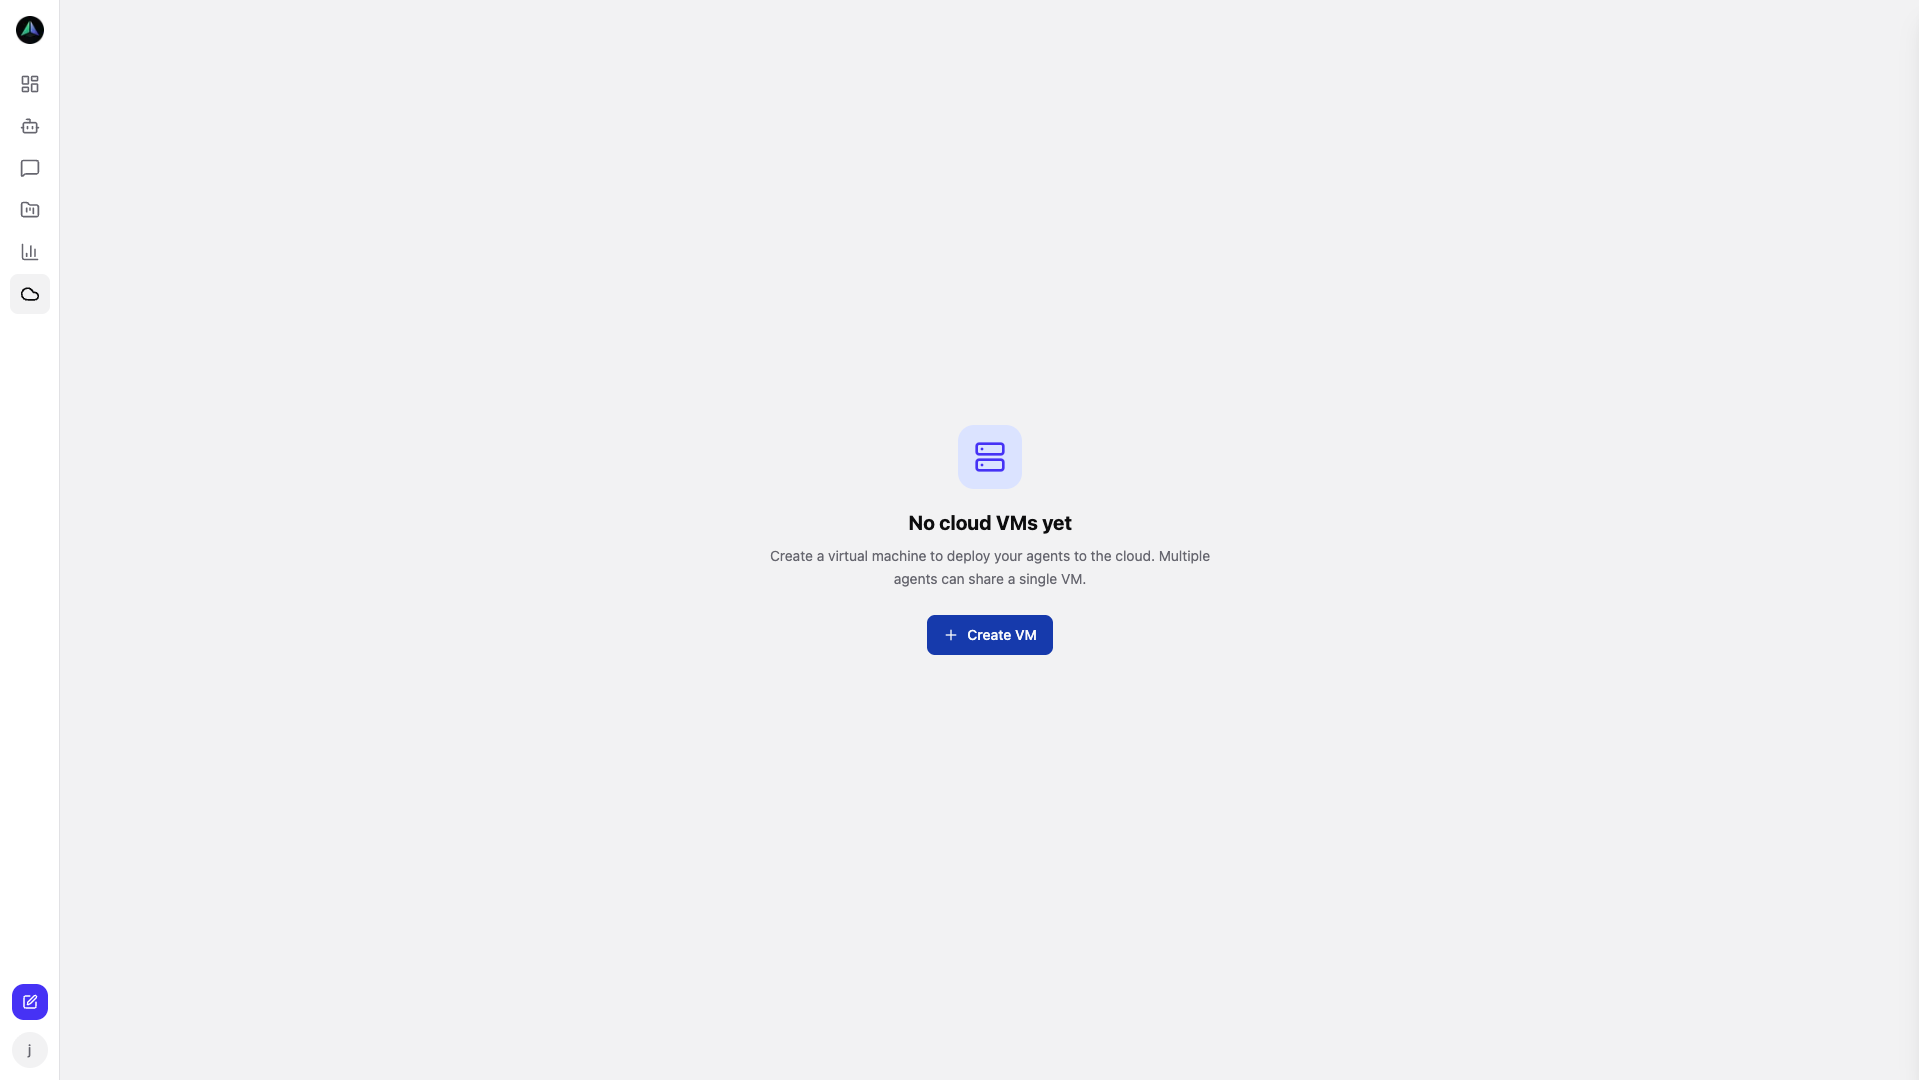 No cloud VMs yet
Create a virtual machine to deploy your agents to the cloud. Multiple
agents can share a single VM.
Create VM
j